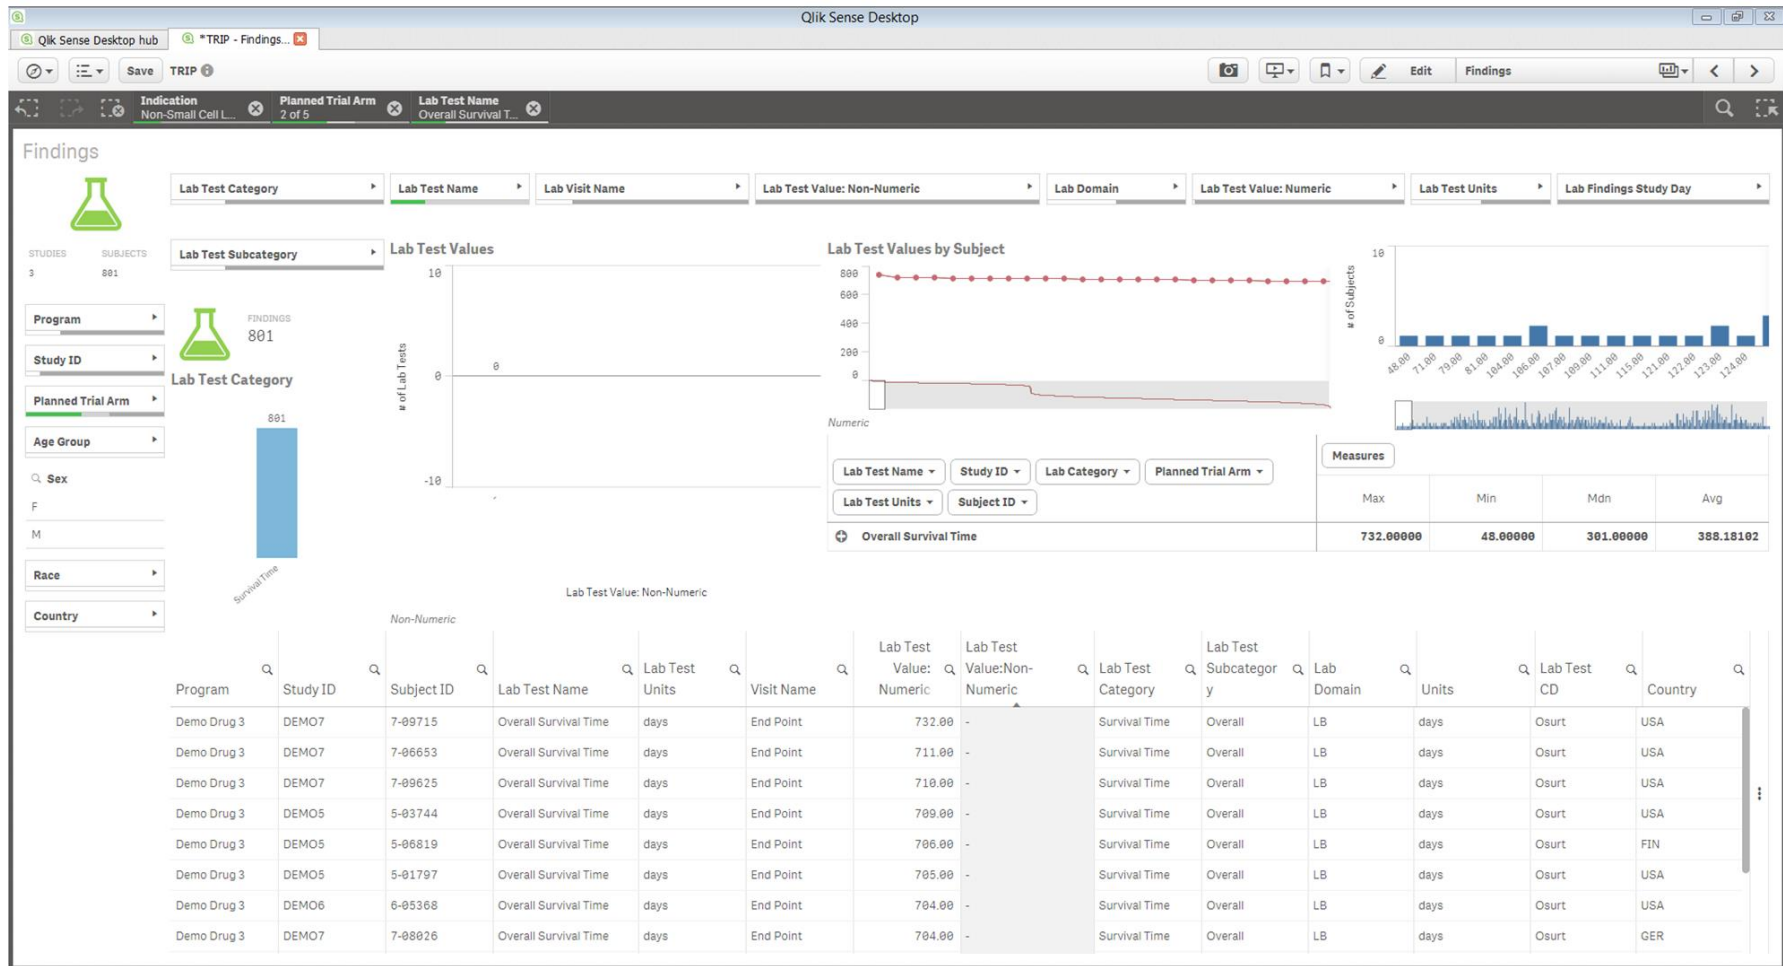 Qlik Sense Desktop
Qlik Sense Desktop hub
*TRIP - Findings...
Save
TRIP
Edit
Findings
Indication
Non-Small Cell L...
Planned Trial Arm
2 of 5
Lab Test Name
Overall Survival T...
Findings
Lab Test Category
Lab Test Name
Lab Visit Name
Lab Test Value: Non-Numeric
Lab Domain
Lab Test Value: Numeric
Lab Test Units
Lab Findings Study Day
STUDIES
SUBJECTS
3
801
Lab Test Subcategory
Program
Study ID
Planned Trial Arm
Age Group
Sex
F
M
Race
Country
FINDINGS
801
Lab Test Category
801
Survival Time
Lab Test Values
10
0
-10
# of Lab Tests
0
Lab Test Value: Non-Numeric
Non-Numeric
Lab Test Values by Subject
800
600
400
200
0
Numeric
10
0
# of Subjects
48.00 71.00 79.00 81.00 104.00 106.00 107.00 109.00 111.00 115.00 121.00 122.00 123.00 124.00
Lab Test Name
Study ID
Lab Category
Planned Trial Arm
Lab Test Units
Subject ID
Measures
Max Min Mdn Avg
Overall Survival Time 732.00000 48.00000 301.00000 388.18102
Program
Study ID
Subject ID
Lab Test Name
Lab Test
Units
Visit Name
Lab Test
Value:
Numeric
Lab Test
Value:Non-
Numeric
Lab Test
Category
Lab Test
Subcategor
y
Lab
Domain
Units
Lab Test
CD
Country
Demo Drug 3 DEMO7 7-09715 Overall Survival Time days End Point 732.00 - Survival Time Overall LB days Osurt USA
Demo Drug 3 DEMO7 7-06653 Overall Survival Time days End Point 711.00 - Survival Time Overall LB days Osurt USA
Demo Drug 3 DEMO7 7-09625 Overall Survival Time days End Point 710.00 - Survival Time Overall LB days Osurt USA
Demo Drug 3 DEMO5 5-03744 Overall Survival Time days End Point 709.00 - Survival Time Overall LB days Osurt USA
Demo Drug 3 DEMO5 5-06819 Overall Survival Time days End Point 706.00 - Survival Time Overall LB days Osurt FIN
Demo Drug 3 DEMO5 5-01797 Overall Survival Time days End Point 705.00 - Survival Time Overall LB days Osurt USA
Demo Drug 3 DEMO6 6-05368 Overall Survival Time days End Point 704.00 - Survival Time Overall LB days Osurt USA
Demo Drug 3 DEMO7 7-08026 Overall Survival Time days End Point 704.00 - Survival Time Overall LB days Osurt GER